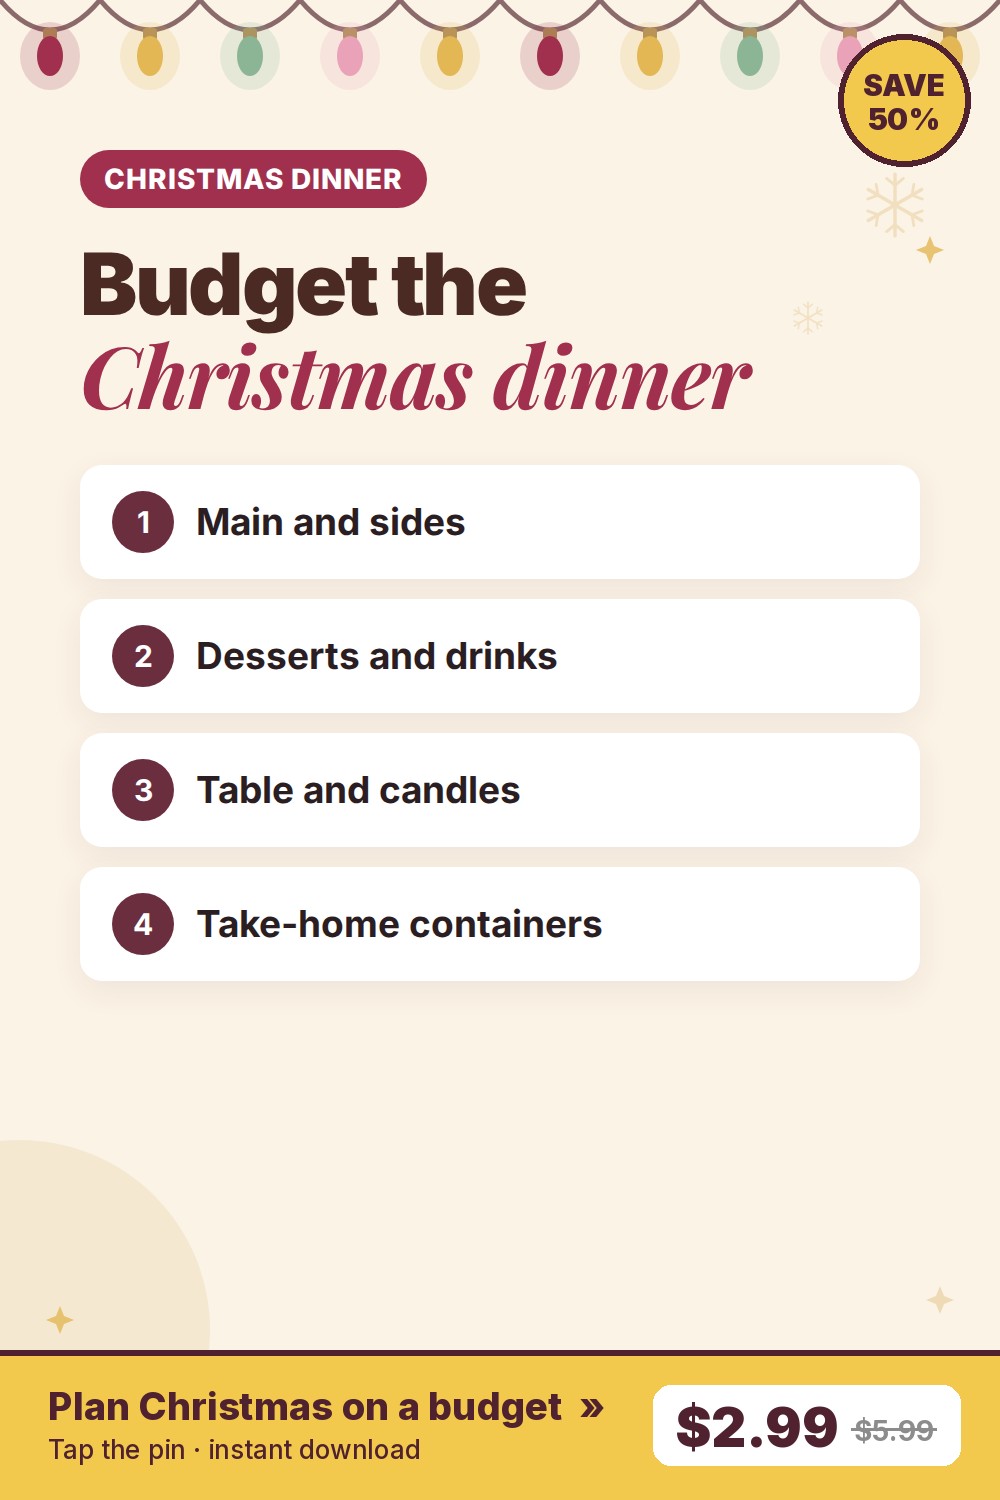 SAVE
50%
CHRISTMAS DINNER
Budget the
Christmas dinner
1 Main and sides
2 Desserts and drinks
3 Table and candles
4 Take-home containers
Plan Christmas on a budget »
Tap the pin · instant download
$2.99 $5.99